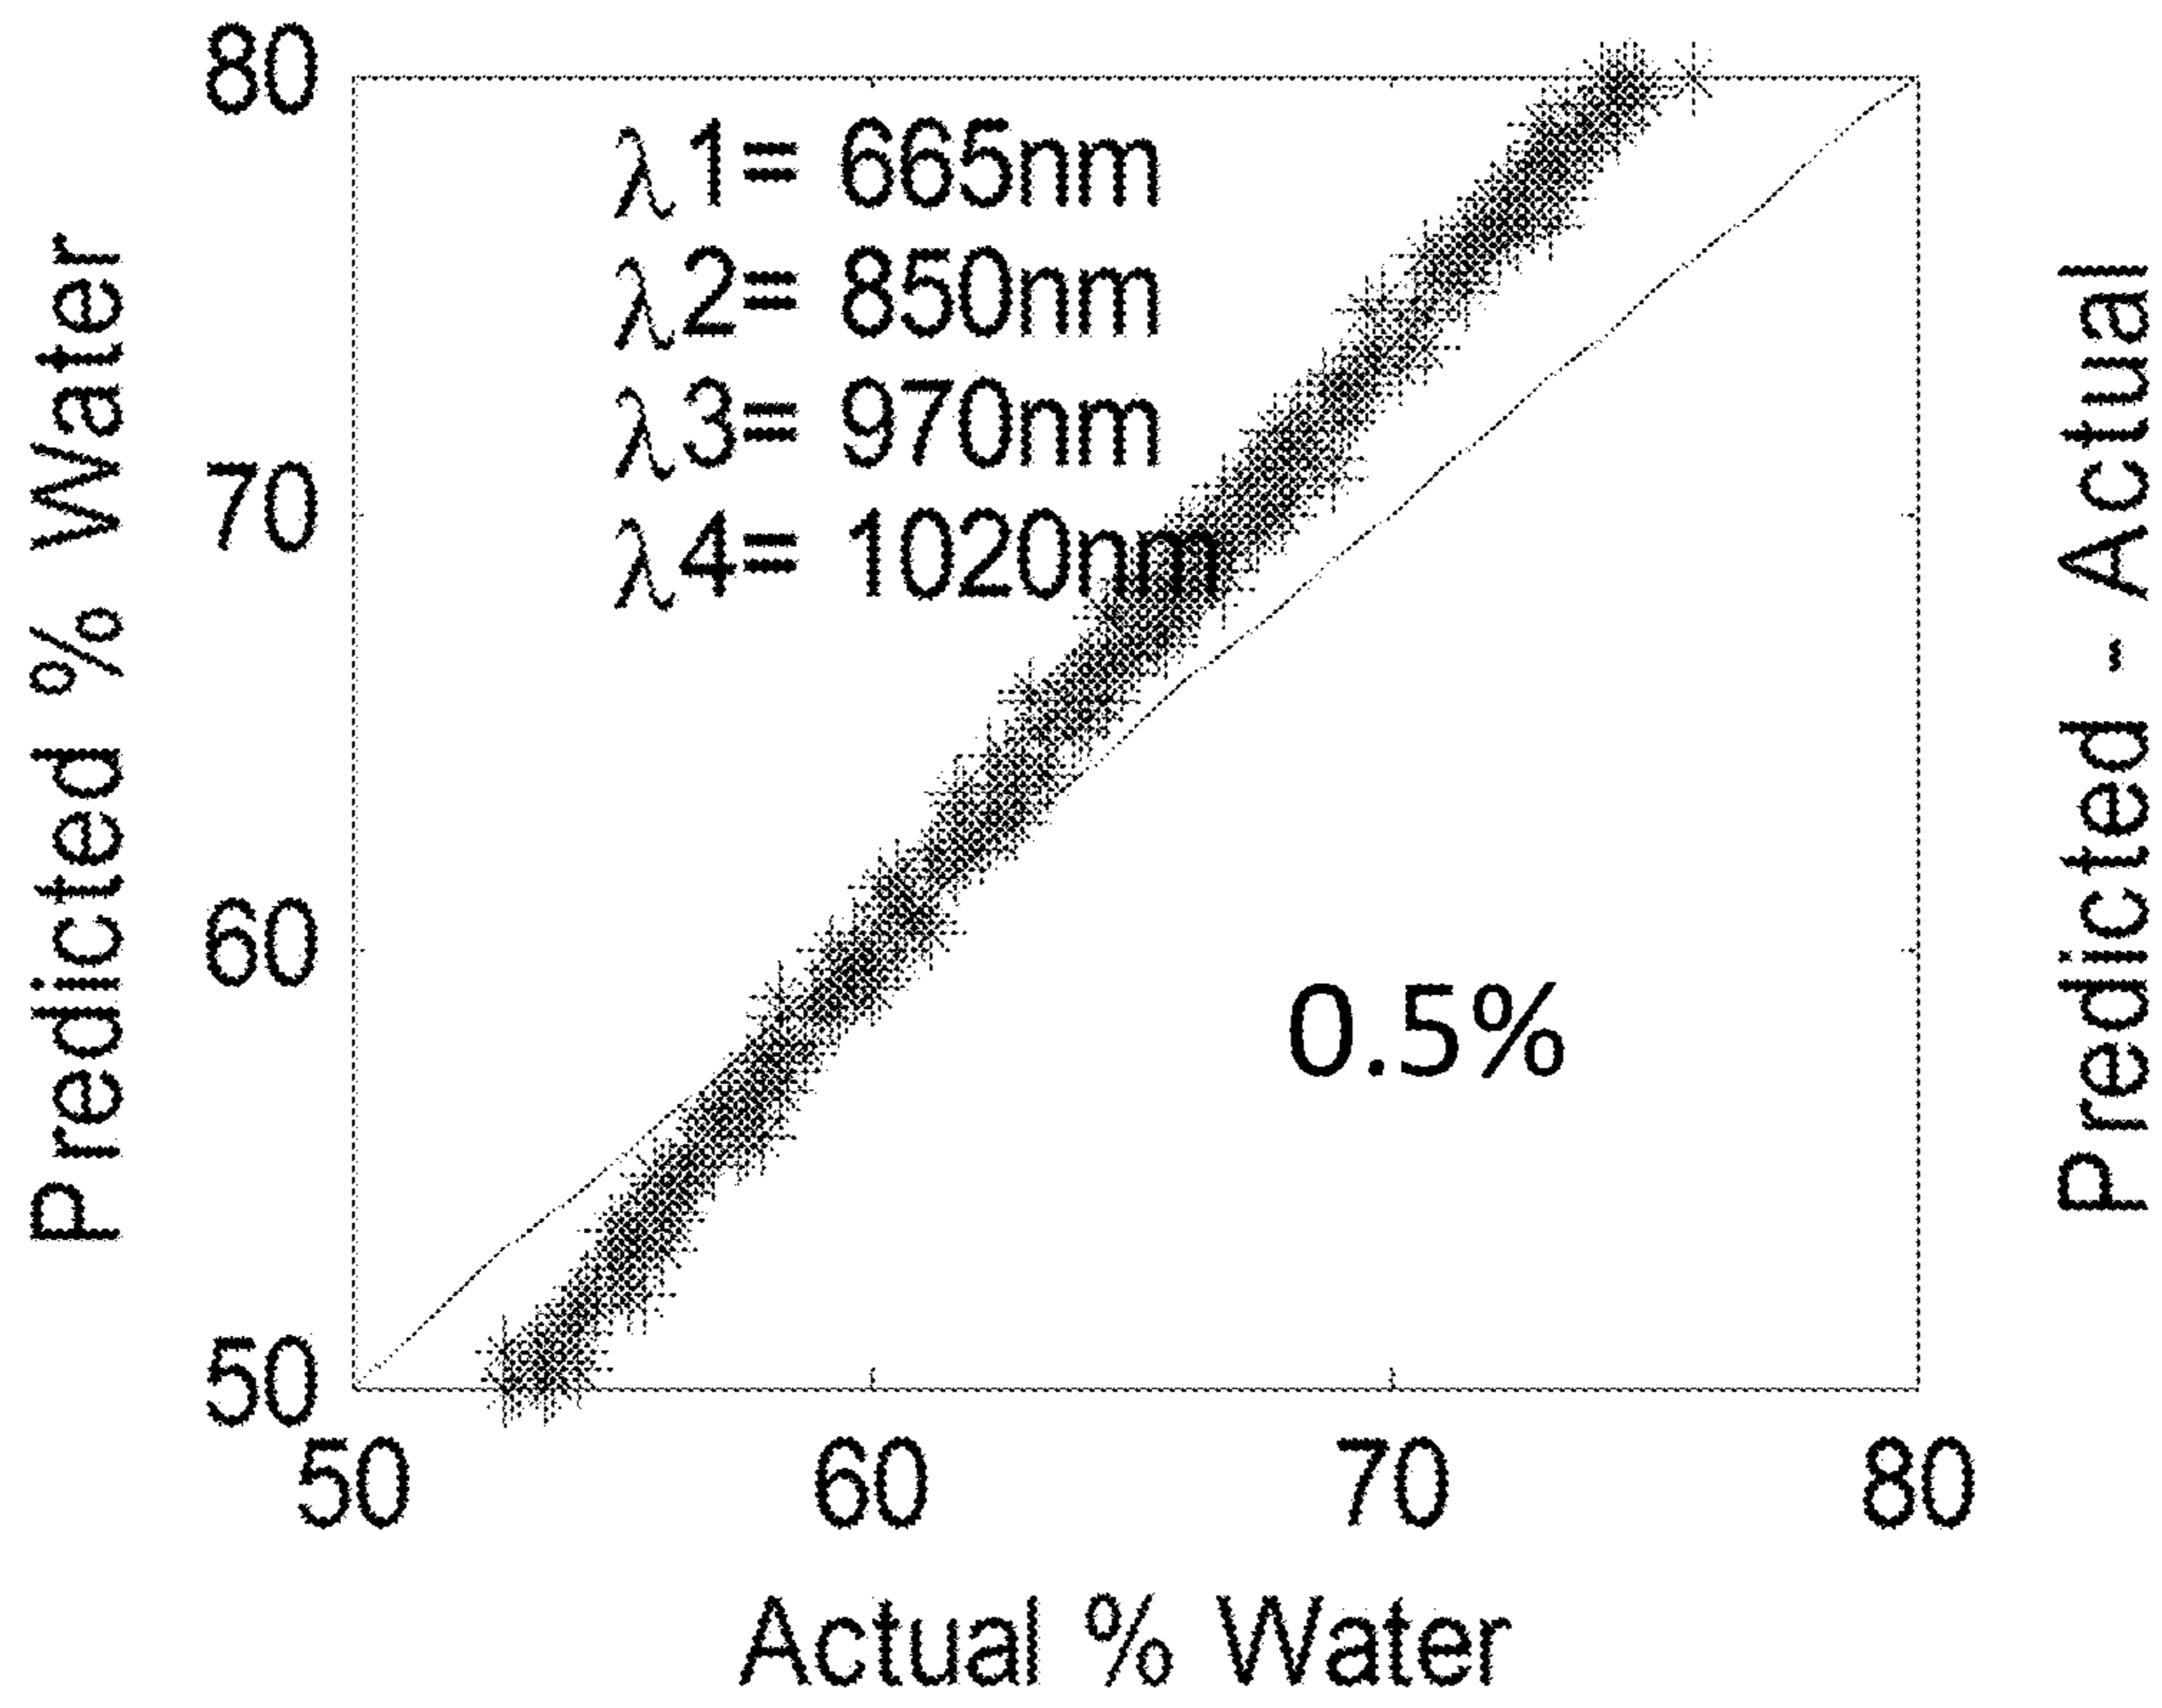 Predicted % Water
80
70
60
50
λ1= 665nm
λ2= 850nm
λ3= 970nm
λ4= 1020nm
0.5%
50 60 70 80
Actual % Water
Predicted - Actual